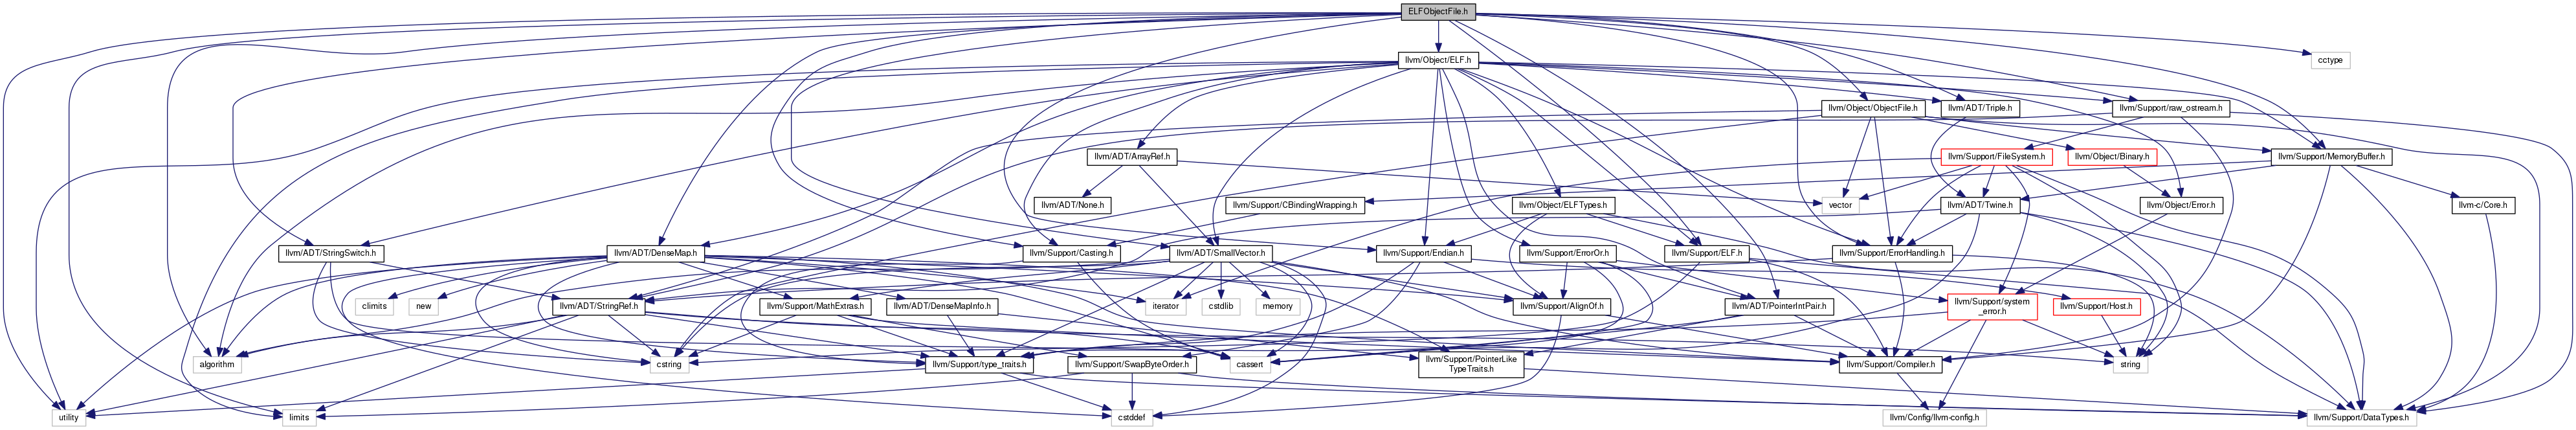 ELFObjectFile.h
llvm/Object/ELF.h
cctype
llvm/Object/ObjectFile.h
llvm/ADT/Triple.h
llvm/Support/raw_ostream.h
llvm/ADT/ArrayRef.h
llvm/Support/FileSystem.h
llvm/Object/Binary.h
llvm/Support/MemoryBuffer.h
llvm/ADT/None.h
llvm/Support/CBindingWrapping.h
llvm/Object/ELFTypes.h
vector
llvm/ADT/Twine.h
llvm/Object/Error.h
llvm-c/Core.h
llvm/ADT/StringSwitch.h
llvm/ADT/DenseMap.h
llvm/Support/Casting.h
llvm/ADT/SmallVector.h
llvm/Support/Endian.h
llvm/Support/ErrorOr.h
llvm/Support/ELF.h
llvm/Support/ErrorHandling.h
climits
new
llvm/ADT/StringRef.h
llvm/Support/MathExtras.h
llvm/ADT/DenseMapInfo.h
iterator
cstdlib
memory
llvm/Support/AlignOf.h
llvm/ADT/PointerIntPair.h
llvm/Support/system
_error.h
llvm/Support/Host.h
algorithm
cstring
llvm/Support/type_traits.h
llvm/Support/SwapByteOrder.h
cassert
llvm/Support/PointerLike
TypeTraits.h
llvm/Support/Compiler.h
string
utility
limits
cstddef
llvm/Config/llvm-config.h
llvm/Support/DataTypes.h